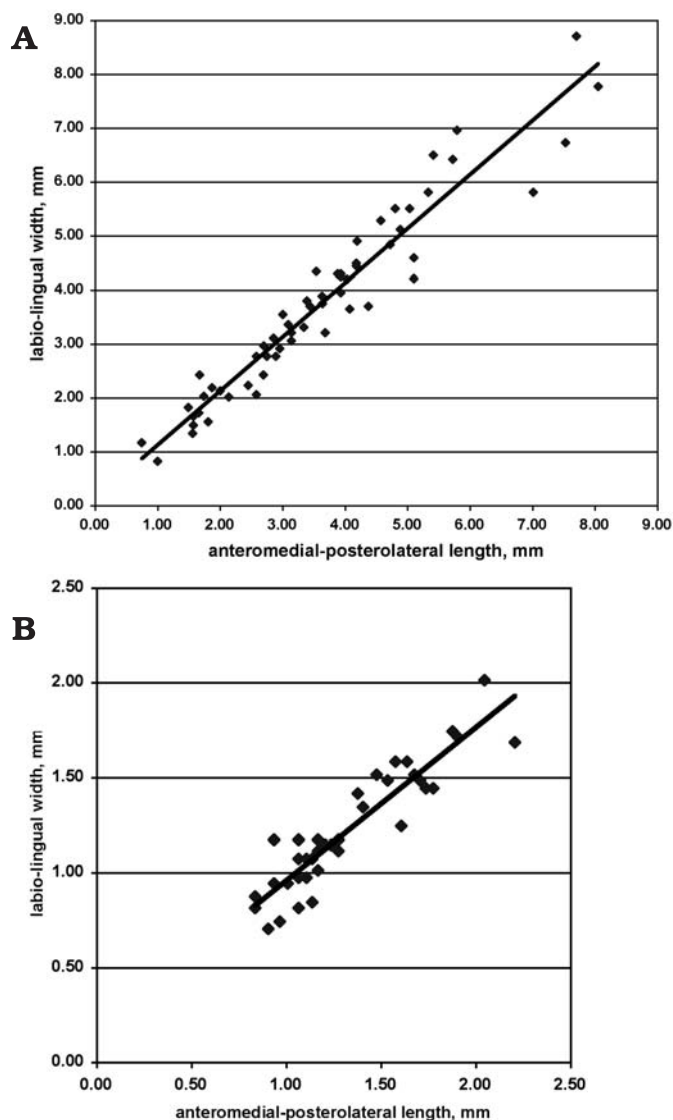 A
9.00
8.00
7.00
6.00
5.00
4.00
3.00
2.00
1.00
0.00
labio-lingual width, mm
0.00 1.00 2.00 3.00 4.00 5.00 6.00 7.00 8.00 9.00
anteromedial-posterolateral length, mm
B
2.50
2.00
1.50
1.00
0.50
0.00
labio-lingual width, mm
0.00 0.50 1.00 1.50 2.00 2.50
anteromedial-posterolateral length, mm